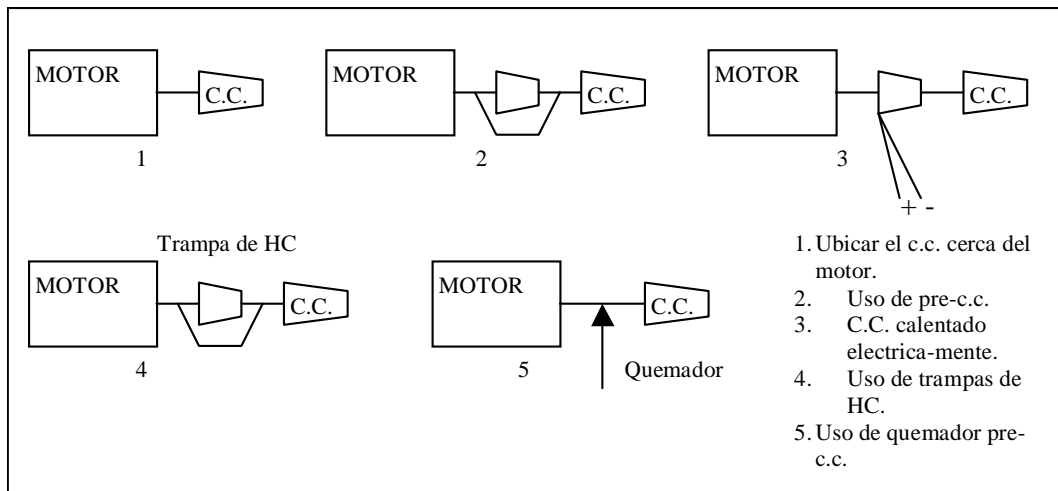 MOTOR
C.C.
1
MOTOR
C.C.
2
MOTOR
C.C.
3
+ -
Trampa de HC
MOTOR
C.C.
4
MOTOR
C.C.
5
Quemador
1. Ubicar el c.c. cerca del
motor.
2. Uso de pre-c.c.
3. C.C. calentado
electrica-mente.
4. Uso de trampas de
HC.
5. Uso de quemador pre-
c.c.